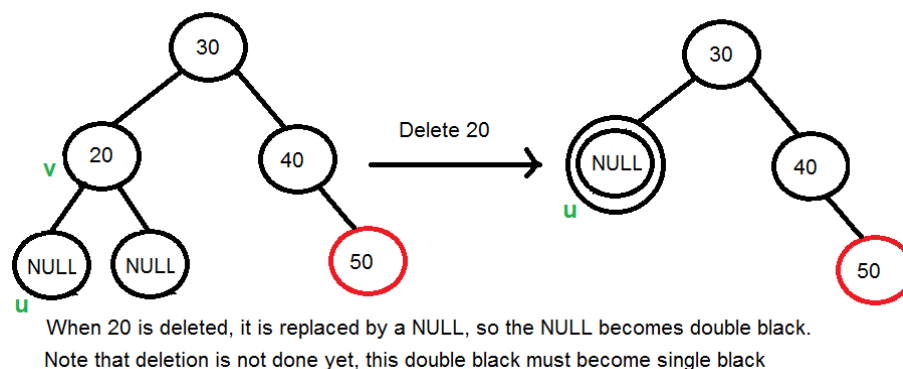 30
30
Delete 20
20
40
NULL
40
v
u
NULL
NULL
50
50
u
When 20 is deleted, it is replaced by a NULL, so the NULL becomes double black.
Note that deletion is not done yet, this double black must become single black